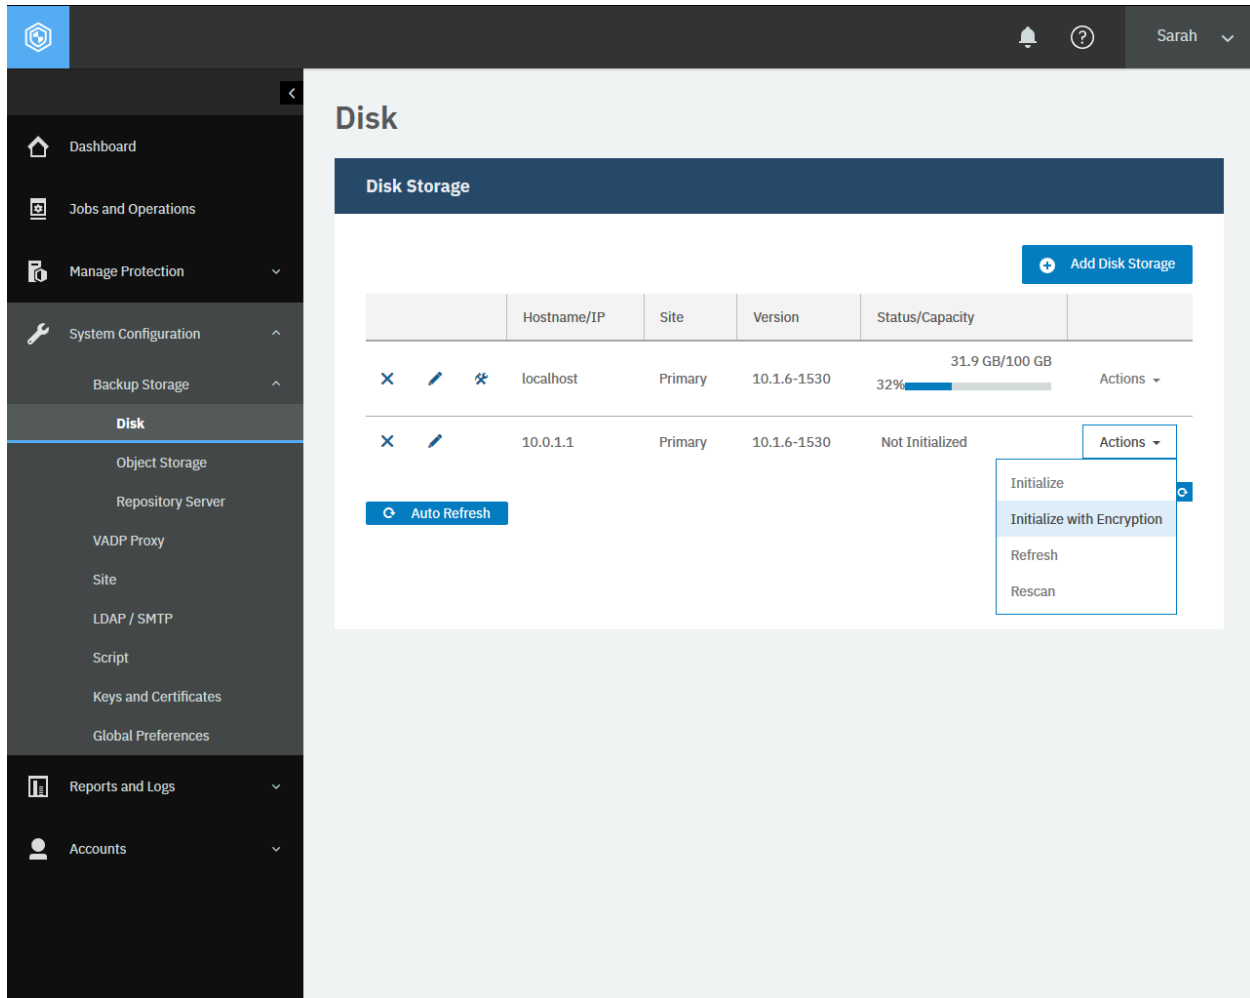 Sarah
Disk
Dashboard
Disk Storage
Jobs and Operations
Add Disk Storage
Manage Protection
Hostname/IP Site Version Status/Capacity
System Configuration
31.9 GB/100 GB
localhost Primary 10.1.6-1530 32% Actions
Backup Storage
Disk
10.0.1.1 Primary 10.1.6-1530 Not Initialized Actions
Object Storage
Initialize
Repository Server
Auto Refresh
Initialize with Encryption
VADP Proxy
Refresh
Site
Rescan
LDAP / SMTP
Script
Keys and Certificates
Global Preferences
Reports and Logs
Accounts